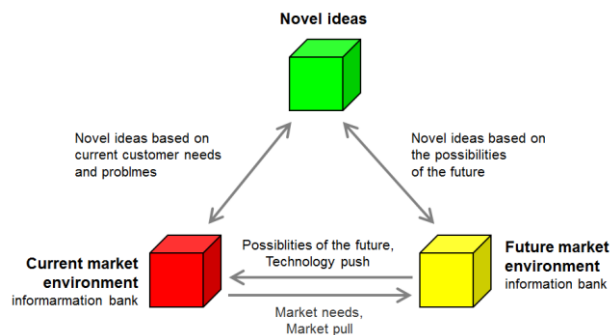 Novel ideas
Novel ideas based on
current customer needs
and problmes
Novel ideas based on
the possibilities
of the future
Current market
environment
informarmation bank
Possiblities of the future,
Technology push
Market needs,
Market pull
Future market
environment
information bank